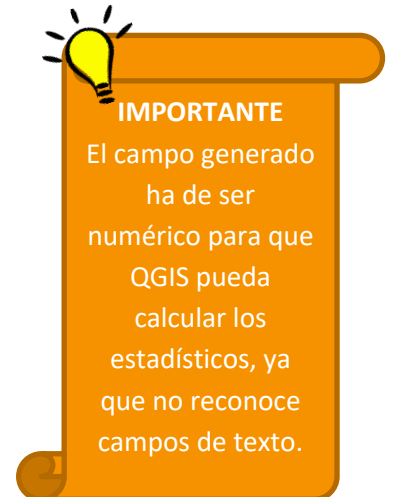 IMPORTANTE
El campo generado
ha de ser
numérico para que
QGIS pueda
calcular los
estadísticos, ya
que no reconoce
campos de texto.